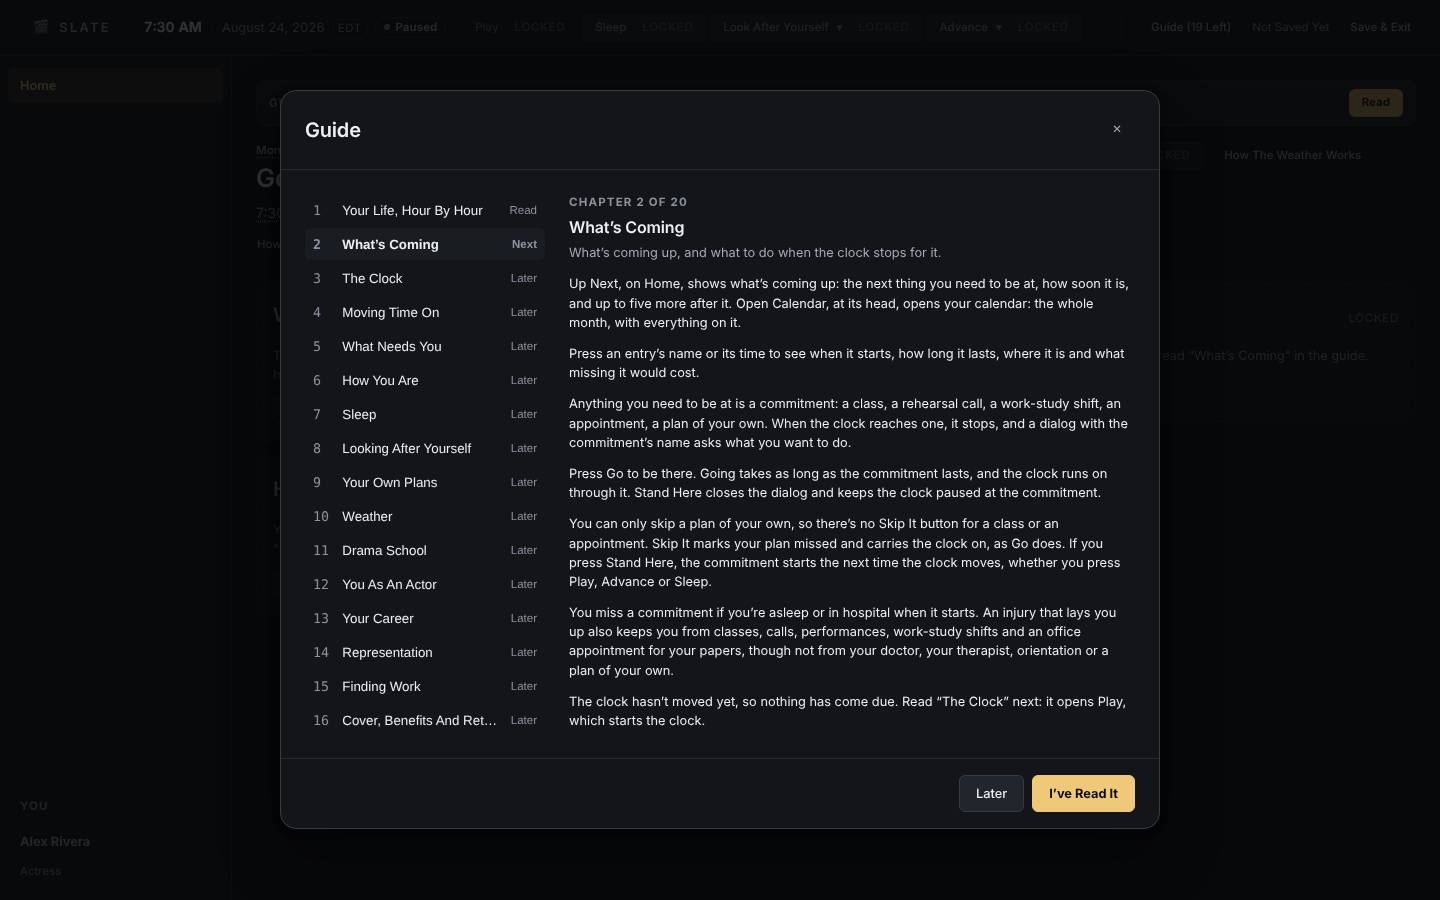 SLATE
7:30 AM August 24, 2026 EDT Paused
Play LOCKED
Sleep LOCKED
Look After Yourself ▾ LOCKED
Advance ▾ LOCKED
Guide (19 Left)
Not Saved Yet
Save & Exit
Home
Read
How The Weather Works
LOCKED
read “What’s Coming” in the guide.
YOU
Alex Rivera
Actress
Guide
×
1 Your Life, Hour By Hour Read
2 What’s Coming Next
3 The Clock Later
4 Moving Time On Later
5 What Needs You Later
6 How You Are Later
7 Sleep Later
8 Looking After Yourself Later
9 Your Own Plans Later
10 Weather Later
11 Drama School Later
12 You As An Actor Later
13 Your Career Later
14 Representation Later
15 Finding Work Later
16 Cover, Benefits And Ret… Later
CHAPTER 2 OF 20
What’s Coming
What’s coming up, and what to do when the clock stops for it.
Up Next, on Home, shows what’s coming up: the next thing you need to be at, how soon it is,
and up to five more after it. Open Calendar, at its head, opens your calendar: the whole
month, with everything on it.
Press an entry’s name or its time to see when it starts, how long it lasts, where it is and what
missing it would cost.
Anything you need to be at is a commitment: a class, a rehearsal call, a work-study shift, an
appointment, a plan of your own. When the clock reaches one, it stops, and a dialog with the
commitment’s name asks what you want to do.
Press Go to be there. Going takes as long as the commitment lasts, and the clock runs on
through it. Stand Here closes the dialog and keeps the clock paused at the commitment.
You can only skip a plan of your own, so there’s no Skip It button for a class or an
appointment. Skip It marks your plan missed and carries the clock on, as Go does. If you
press Stand Here, the commitment starts the next time the clock moves, whether you press
Play, Advance or Sleep.
You miss a commitment if you’re asleep or in hospital when it starts. An injury that lays you
up also keeps you from classes, calls, performances, work-study shifts and an office
appointment for your papers, though not from your doctor, your therapist, orientation or a
plan of your own.
The clock hasn’t moved yet, so nothing has come due. Read “The Clock” next: it opens Play,
which starts the clock.
Later
I’ve Read It